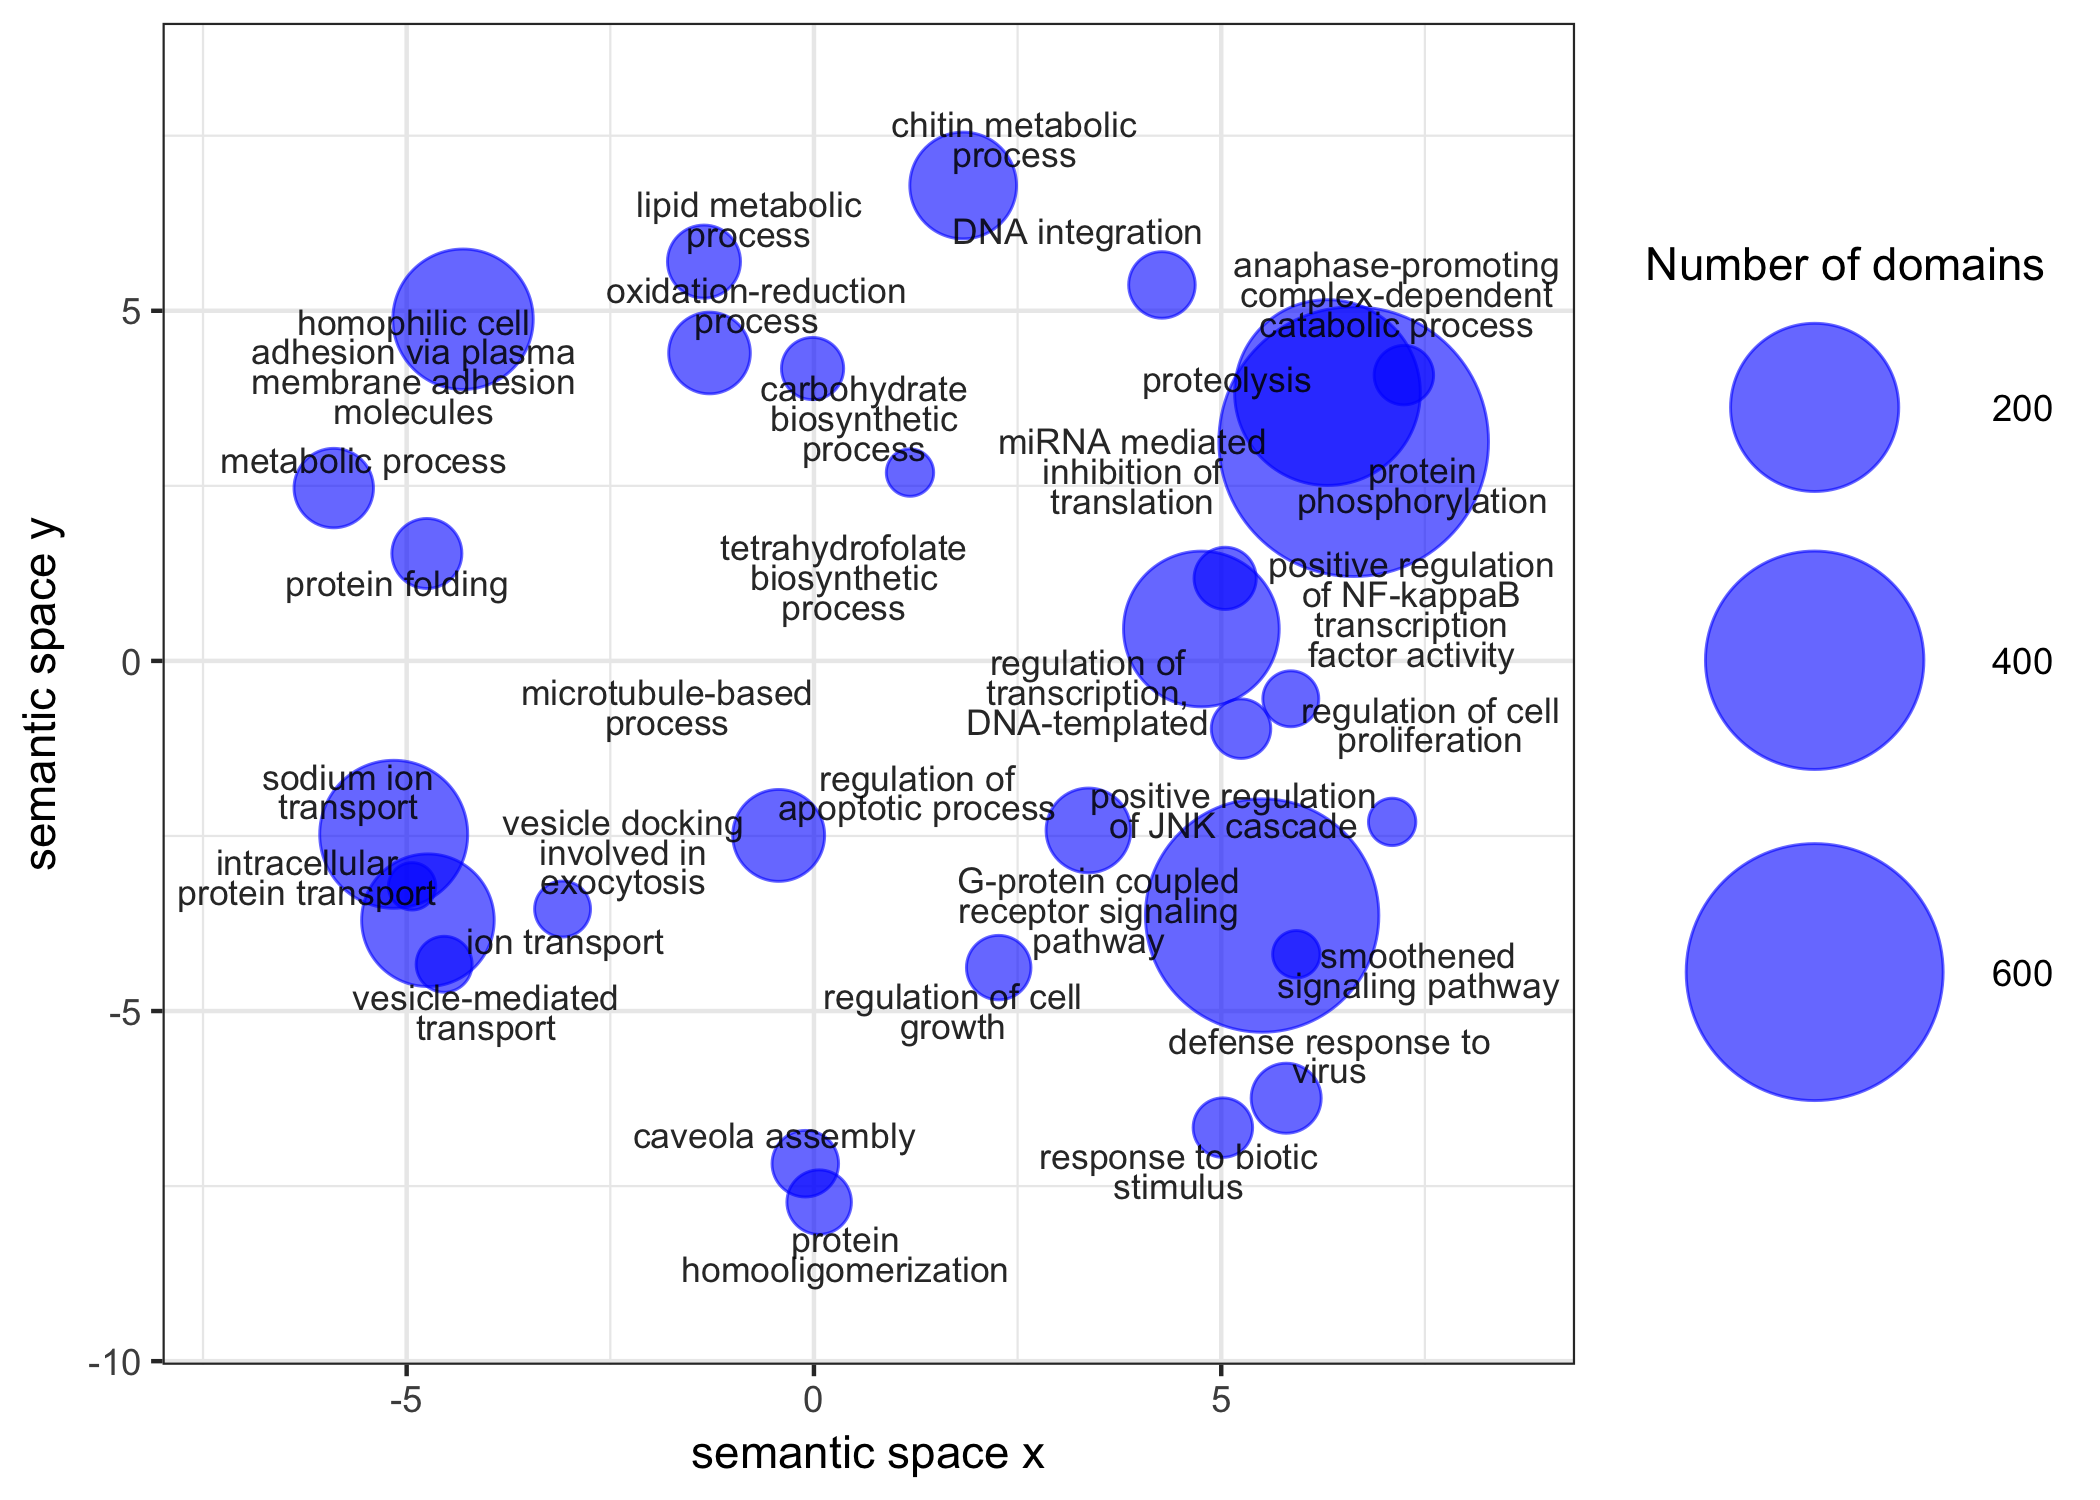 chitin metabolic
process
lipid metabolic
process
DNA integration
anaphase-promoting
complex-dependent
catabolic process
oxidation-reduction
process
homophilic cell
adhesion via plasma
membrane adhesion
molecules
carbohydrate
biosynthetic
process
proteolysis
miRNA mediated
inhibition of
translation
protein
phosphorylation
metabolic process
protein folding
tetrahydrofolate
biosynthetic
process
positive regulation
of NF-kappaB
transcription
factor activity
regulation of
transcription,
DNA-templated
microtubule-based
process
regulation of cell
proliferation
sodium ion
transport
regulation of
apoptotic process
positive regulation
of JNK cascade
vesicle docking
involved in
exocytosis
intracellular
protein transport
G-protein coupled
receptor signaling
pathway
ion transport
smoothened
signaling pathway
vesicle-mediated
transport
regulation of cell
growth
defense response to
virus
caveola assembly
response to biotic
stimulus
protein
homooligomerization
5
0
-5
-10
-5
0
5
semantic space x
semantic space y
Number of domains
200
400
600